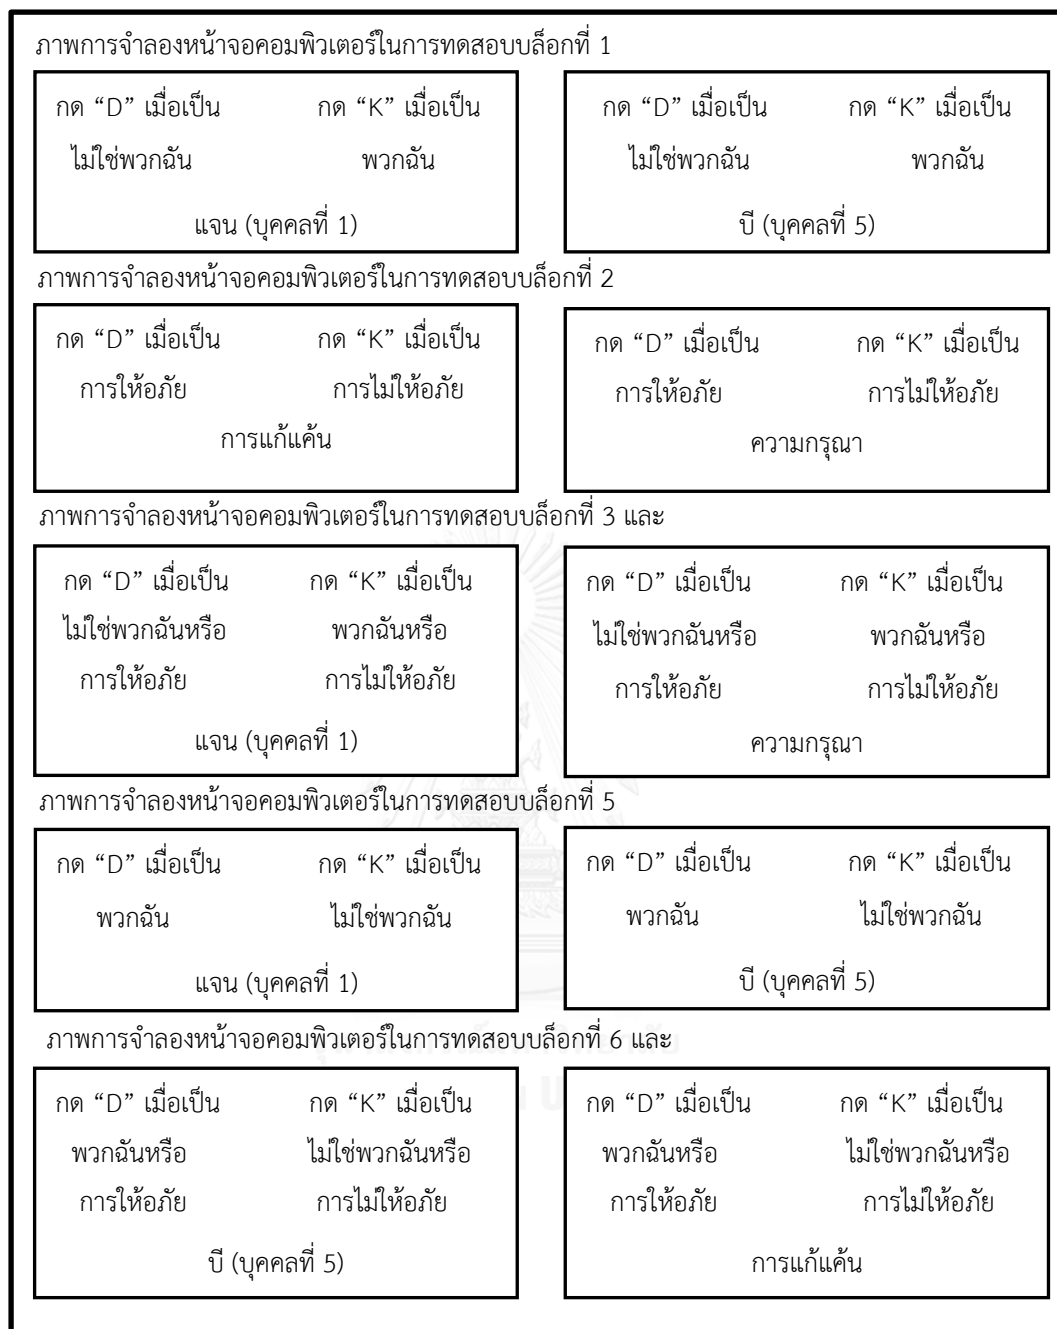 ภาพการจำลองหน้าจอคอมพิวเตอร์ในการทดสอบบล็อกที่ 1
กด “D” เมื่อเป็น กด “K” เมื่อเป็น
ไม่ใช่พวกฉัน พวกฉัน
แจน (บุคคลที่ 1)
กด “D” เมื่อเป็น กด “K” เมื่อเป็น
ไม่ใช่พวกฉัน พวกฉัน
บี (บุคคลที่ 5)
ภาพการจำลองหน้าจอคอมพิวเตอร์ในการทดสอบบล็อกที่ 2
กด “D” เมื่อเป็น กด “K” เมื่อเป็น
การให้อภัย การไม่ให้อภัย
การแก้แค้น
กด “D” เมื่อเป็น กด “K” เมื่อเป็น
การให้อภัย การไม่ให้อภัย
ความกรุณา
ภาพการจำลองหน้าจอคอมพิวเตอร์ในการทดสอบบล็อกที่ 3 และ
กด “D” เมื่อเป็น กด “K” เมื่อเป็น
ไม่ใช่พวกฉันหรือ พวกฉันหรือ
การให้อภัย การไม่ให้อภัย
แจน (บุคคลที่ 1)
กด “D” เมื่อเป็น กด “K” เมื่อเป็น
ไม่ใช่พวกฉันหรือ พวกฉันหรือ
การให้อภัย การไม่ให้อภัย
ความกรุณา
ภาพการจำลองหน้าจอคอมพิวเตอร์ในการทดสอบบล็อกที่ 5
กด “D” เมื่อเป็น กด “K” เมื่อเป็น
พวกฉัน ไม่ใช่พวกฉัน
แจน (บุคคลที่ 1)
กด “D” เมื่อเป็น กด “K” เมื่อเป็น
พวกฉัน ไม่ใช่พวกฉัน
บี (บุคคลที่ 5)
ภาพการจำลองหน้าจอคอมพิวเตอร์ในการทดสอบบล็อกที่ 6 และ
กด “D” เมื่อเป็น กด “K” เมื่อเป็น
พวกฉันหรือ ไม่ใช่พวกฉันหรือ
การให้อภัย การไม่ให้อภัย
บี (บุคคลที่ 5)
กด “D” เมื่อเป็น กด “K” เมื่อเป็น
พวกฉันหรือ ไม่ใช่พวกฉันหรือ
การให้อภัย การไม่ให้อภัย
การแก้แค้น